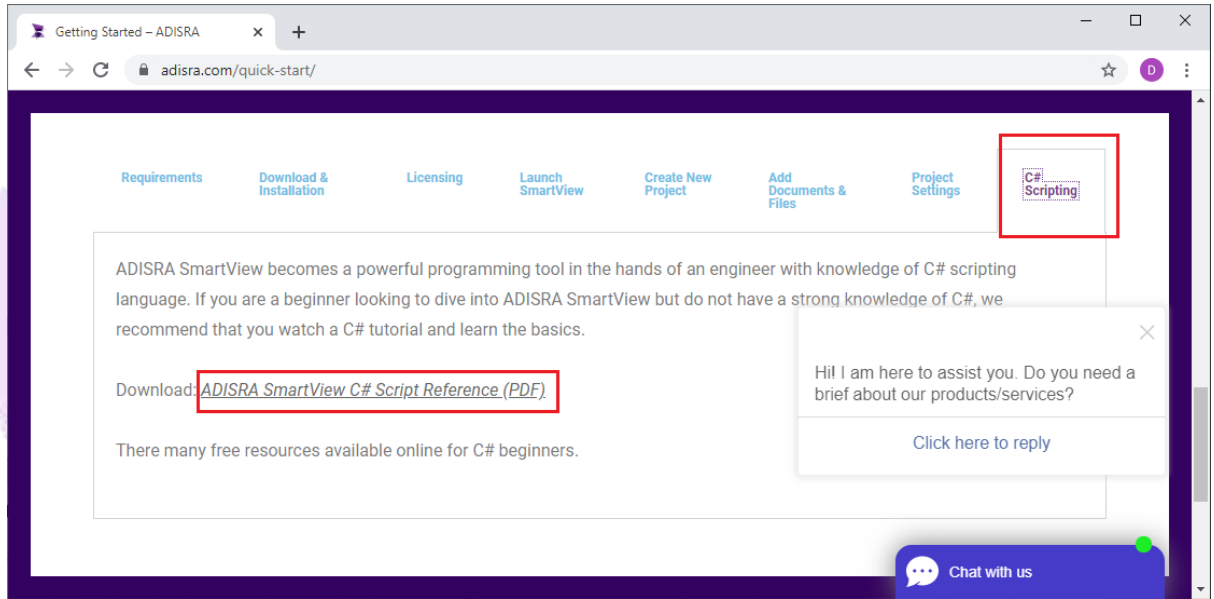 Getting Started – ADISRA
adisra.com/quick-start/
D
Requirements
Download &
Installation
Licensing
Launch
SmartView
Create New
Project
Add
Documents &
Files
Project
Settings
C#
Scripting
ADISRA SmartView becomes a powerful programming tool in the hands of an engineer with knowledge of C# scripting
language. If you are a beginner looking to dive into ADISRA SmartView but do not have a strong knowledge of C#, we
recommend that you watch a C# tutorial and learn the basics.
Download: ADISRA SmartView C# Script Reference (PDF)
There many free resources available online for C# beginners.
Hi! I am here to assist you. Do you need a
brief about our products/services?
Click here to reply
Chat with us